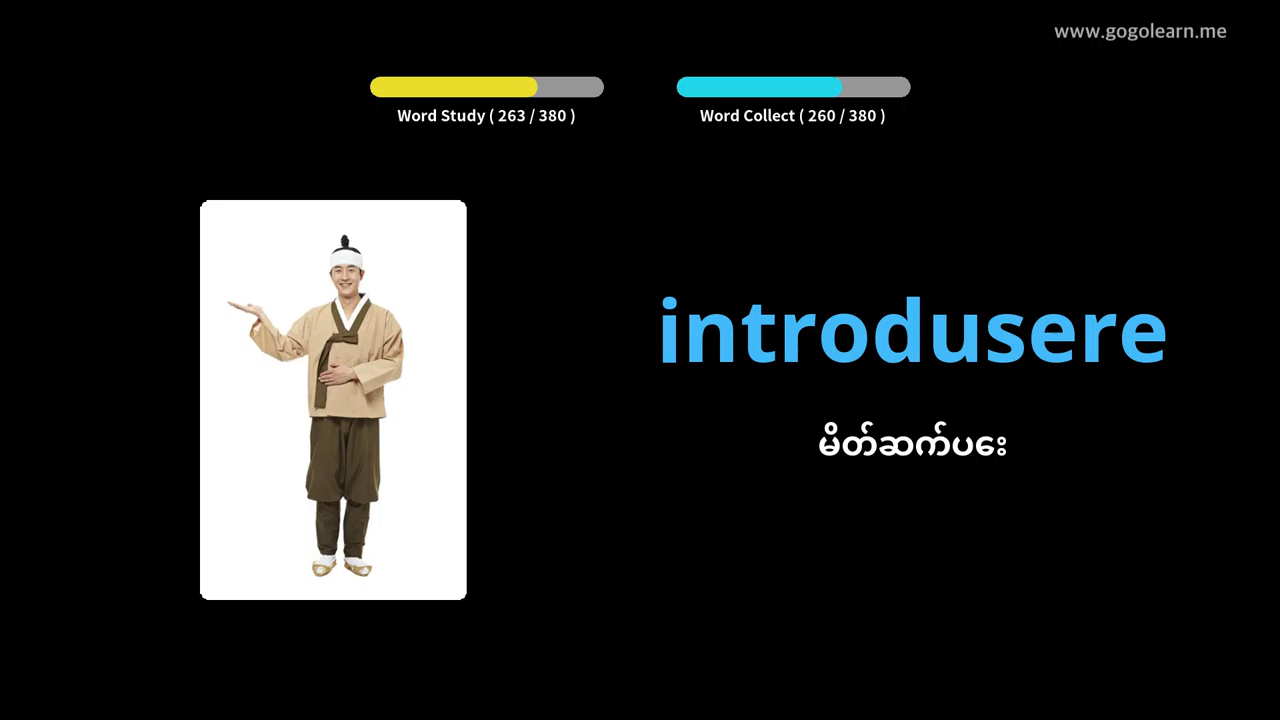 www.gogolearn.me
Word Study ( 263 / 380 )
Word Collect ( 260 / 380 )
introdusere
မိတ်ဆက်ပေး